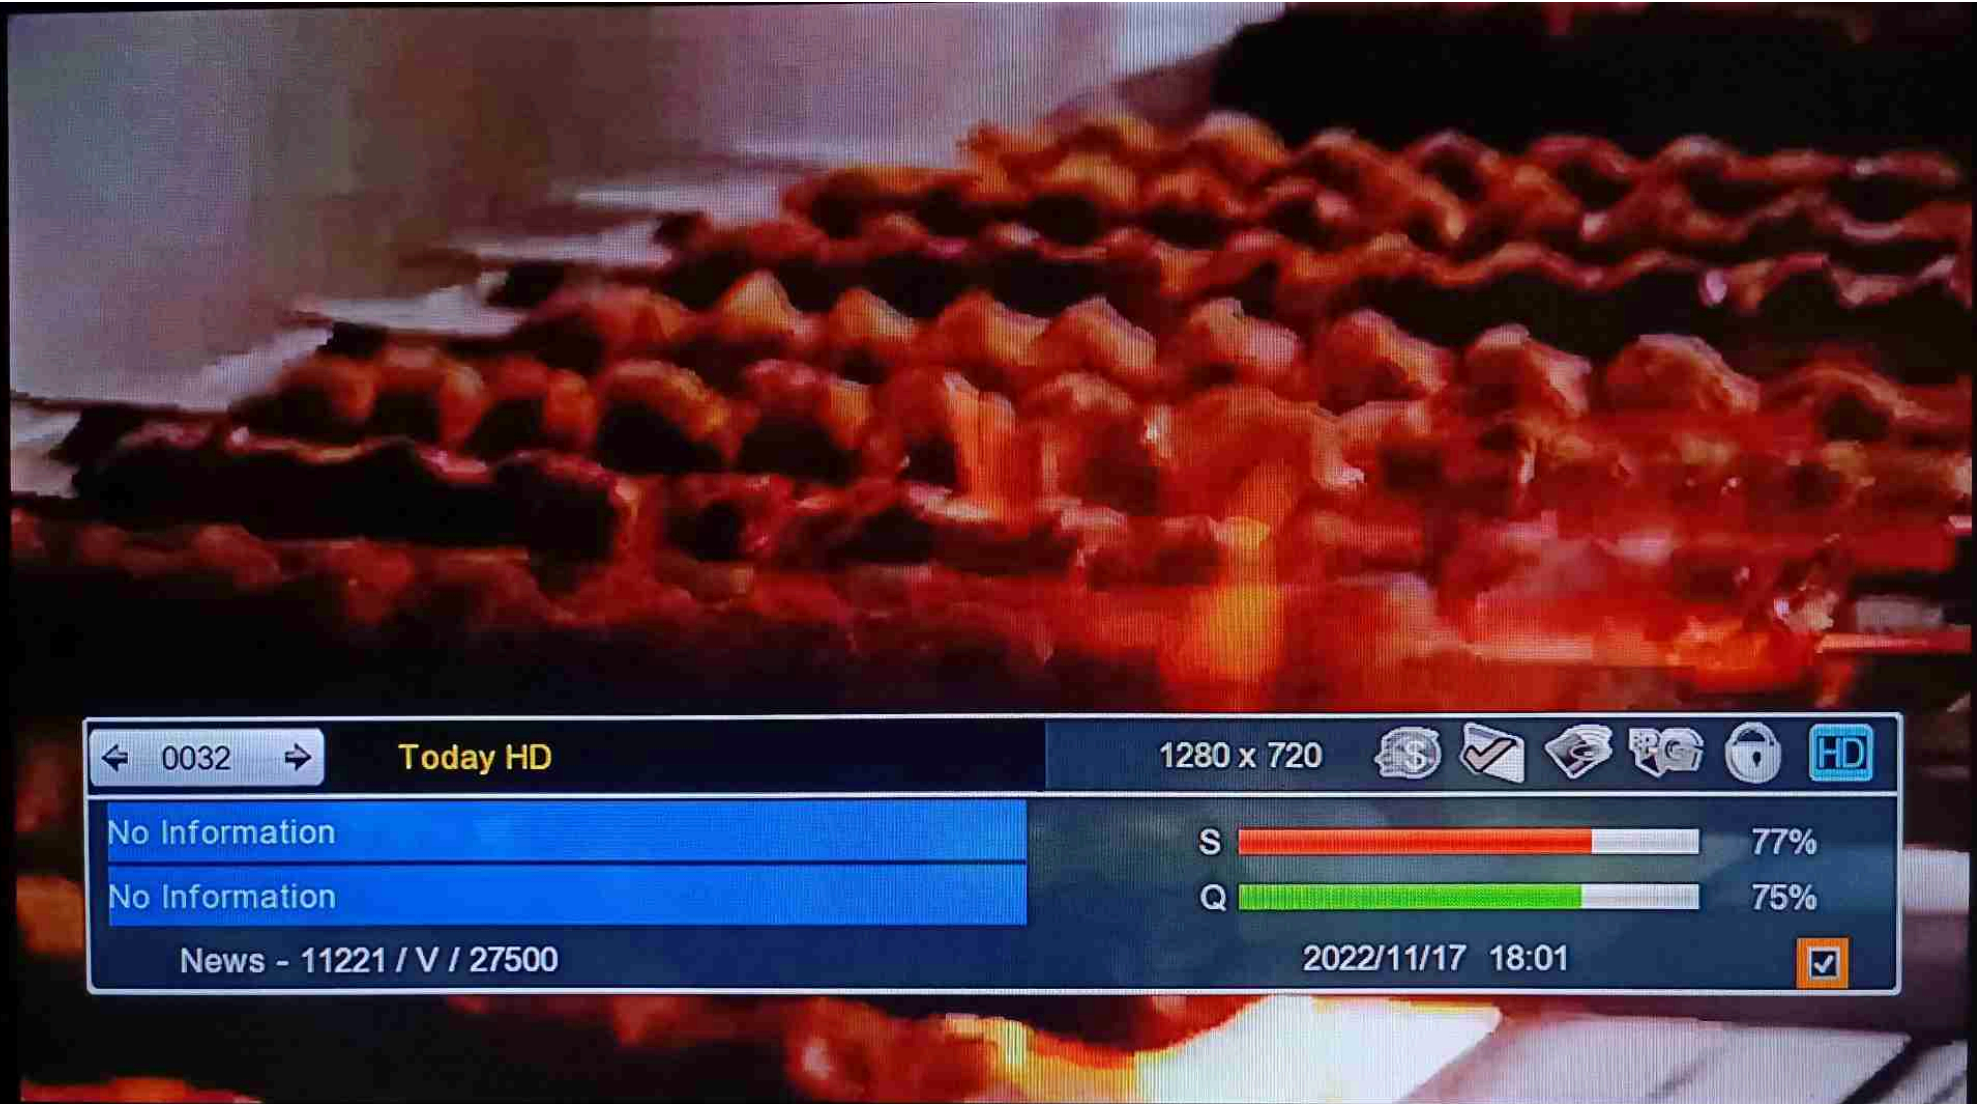 0032
Today HD
1280 x 720
$
HD
No Information
S
77%
No Information
Q
75%
News - 11221 / V / 27500
2022/11/17 18:01